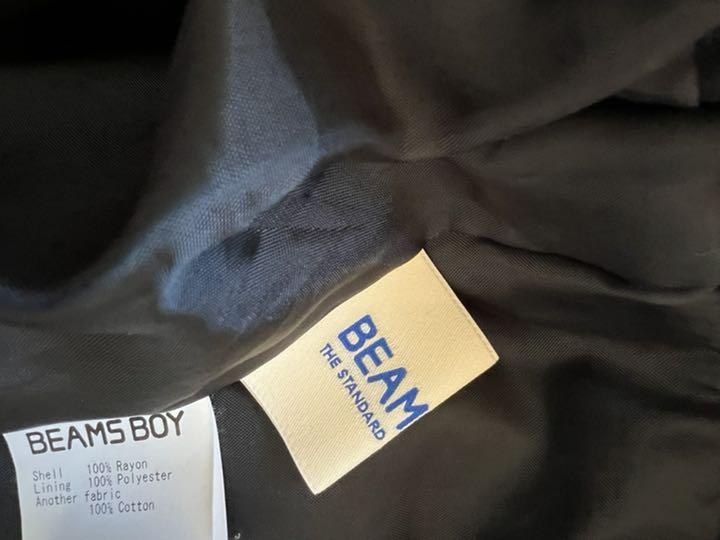 BEAM
THE STANDARD
BEAMS BOY
Shell 100% Rayon
Lining 100% Polyester
Another fabric
100% Cotton